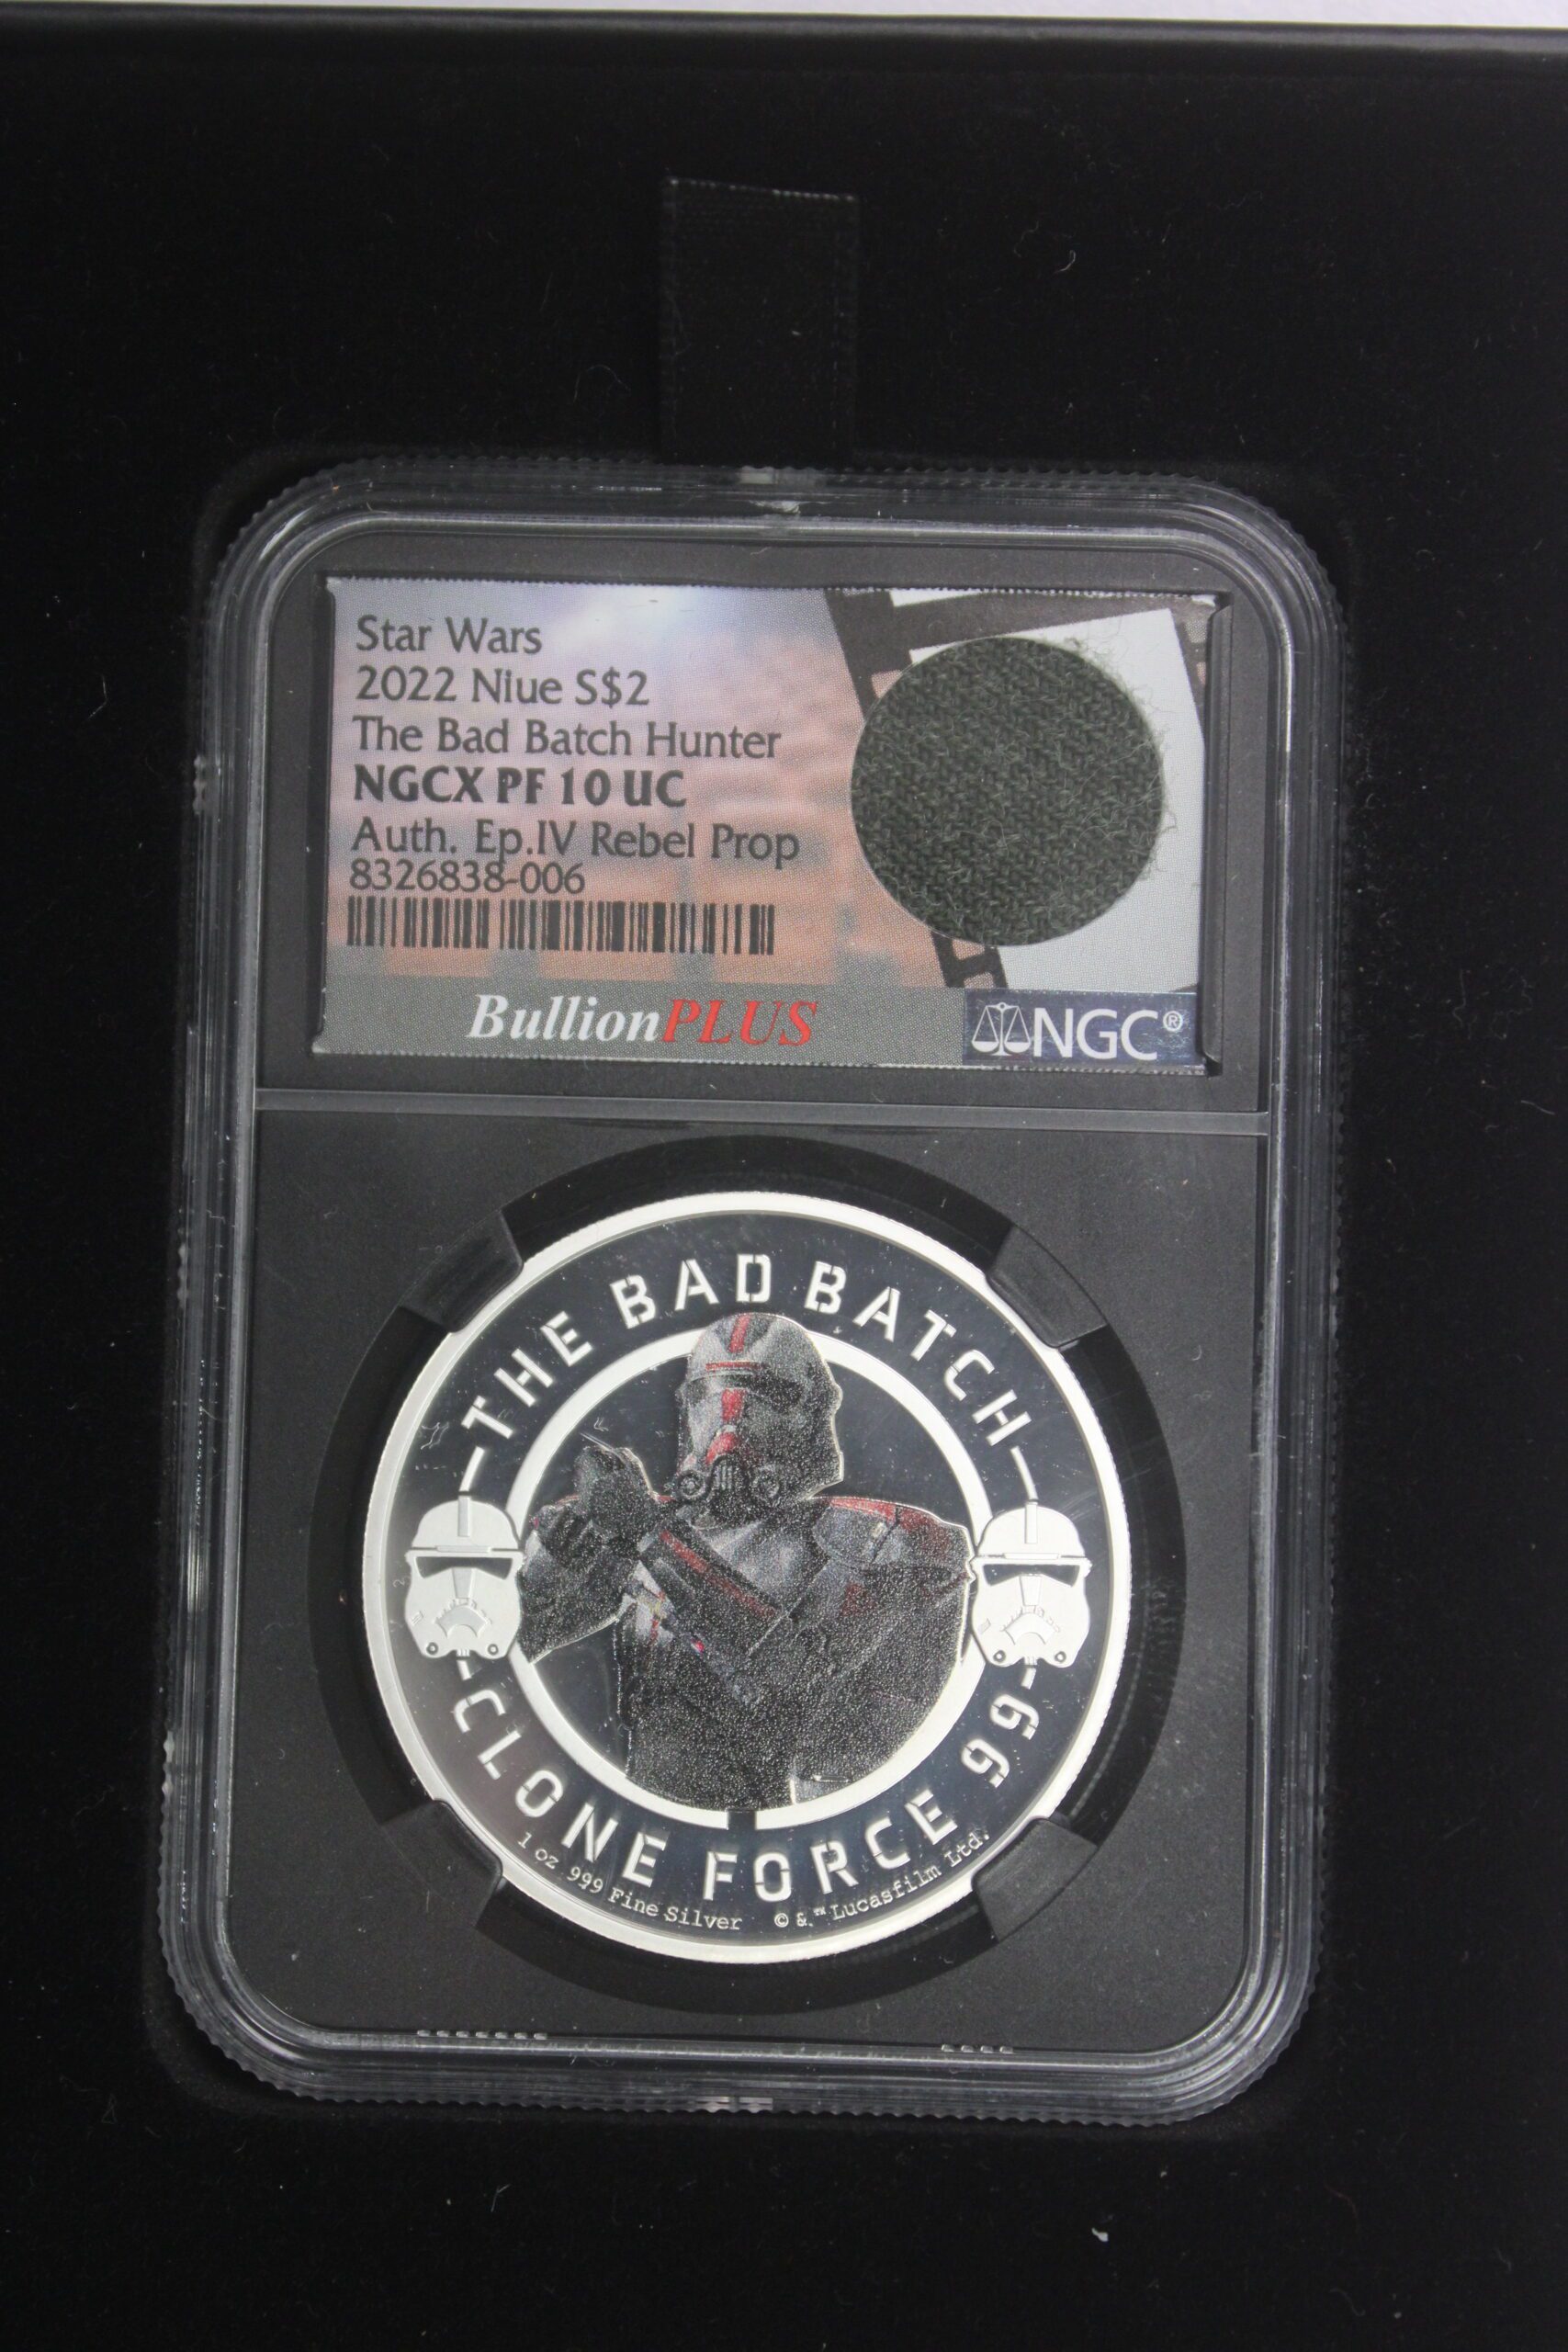 Star Wars
2022 Niue S$2
The Bad Batch Hunter
NGCX PF 10 UC
Auth. Ep.IV Rebel Prop
8326838-006
BullionPLUS
NGC®
THE BAD BATCH
CLONE FORCE 99
1 oz 999 Fine Silver © & ™ Lucasfilm Ltd.